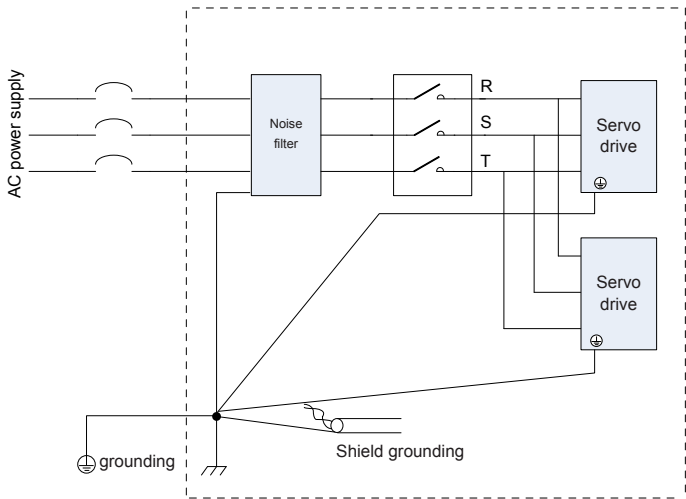 AC power supply
Noise
filter
R
S
T
Servo
drive
Servo
drive
grounding
Shield grounding